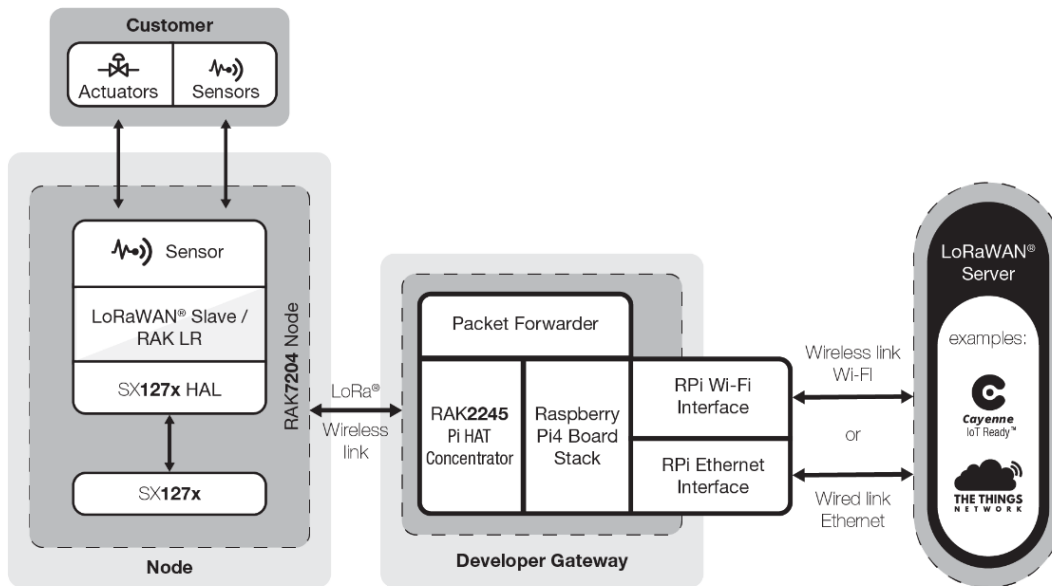 Customer
Actuators
Sensors
Sensor
LoRaWAN® Slave /
RAK LR
SX127x HAL
SX127x
RAK7204 Node
Node
LoRa®
Wireless
link
Packet Forwarder
RAK2245
Pi HAT
Concentrator
Raspberry
Pi4 Board
Stack
RPi Wi-Fi
Interface
RPi Ethernet
Interface
Developer Gateway
Wireless link
Wi-FI
or
Wired link
Ethernet
LoRaWAN®
Server
examples:
Cayenne
IoT Ready™
THE THINGS
NETWORK